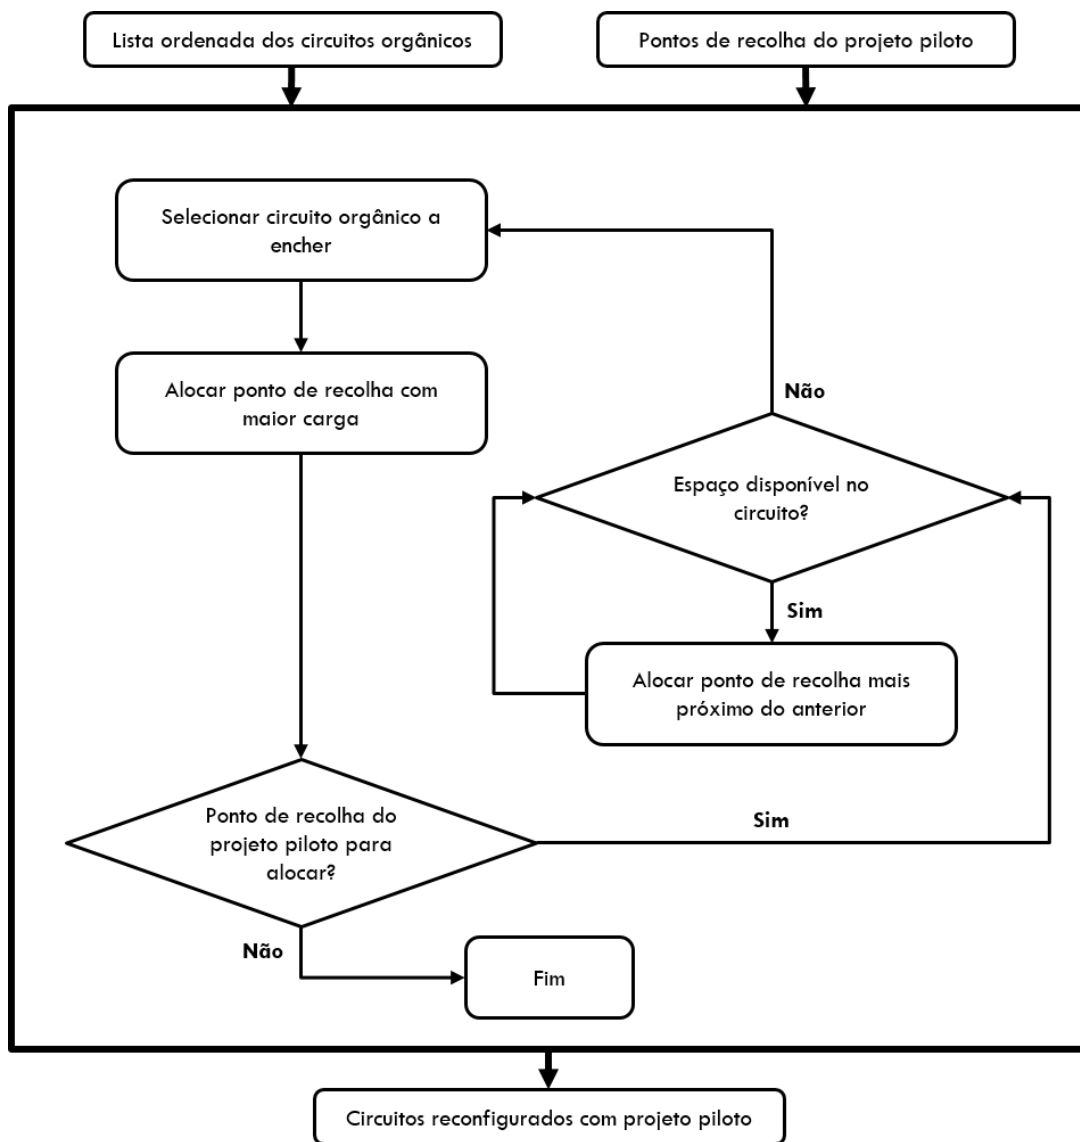 Lista ordenada dos circuitos orgânicos
Pontos de recolha do projeto piloto
Selecionar circuito orgânico a
encher
Alocar ponto de recolha com
maior carga
Não
Espaço disponível no
circuito?
Sim
Alocar ponto de recolha mais
próximo do anterior
Ponto de recolha do
projeto piloto para
alocar?
Sim
Não
Fim
Circuitos reconfigurados com projeto piloto